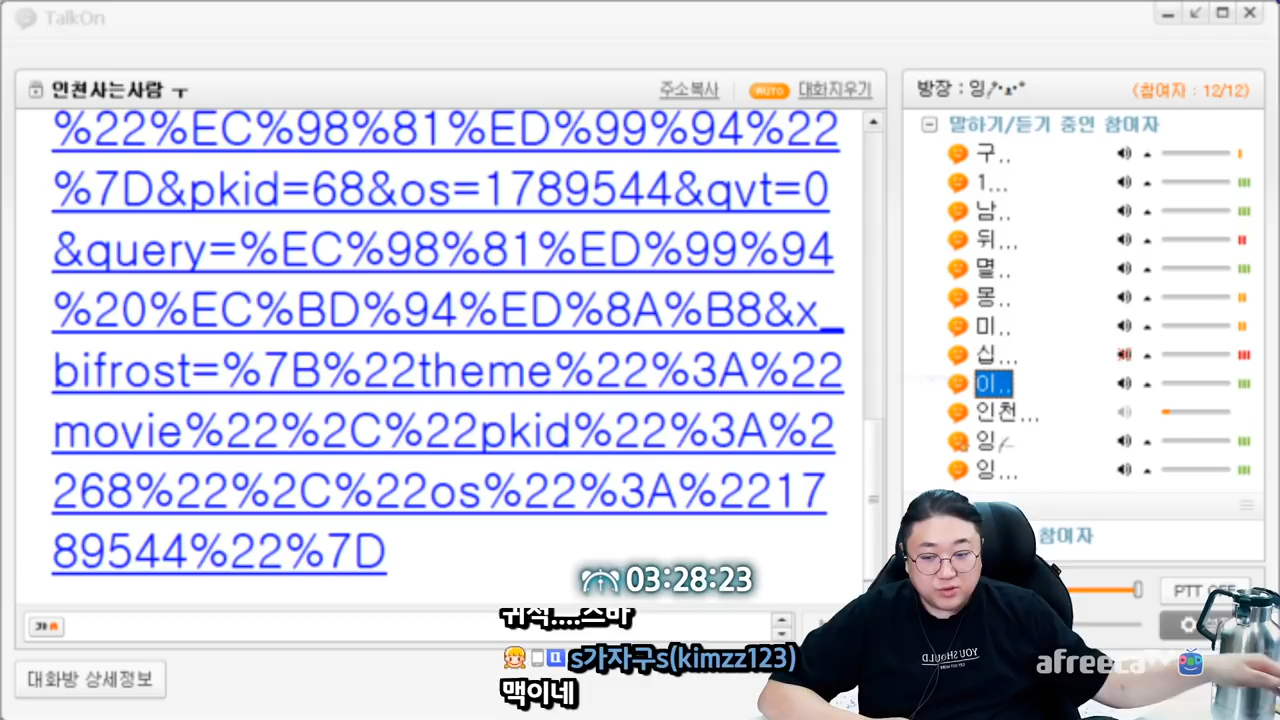 TalkOn
인천사는사람 ㅜ
주소복사
AUTO
대화지우기
%22%EC%98%81%ED%99%94%22
%7D&pkid=68&os=1789544&qvt=0
&query=%EC%98%81%ED%99%94
%20%EC%BD%94%ED%8A%B8&x_
bifrost=%7B%22theme%22%3A%22
movie%22%2C%22pkid%22%3A%2
268%22%2C%22os%22%3A%2217
89544%22%7D
가
대화방 상세정보
방장 : 잉
(참여자 : 12/12)
말하기/듣기 중인 참여자
구..
1...
남..
뒤...
멸..
몽..
미..
십...
이..
인천...
잉
잉...
참여자
PTT OFF
03:28:23
s가자구s(kimzz123)
맥이네
YOU SHOULD
afreecaTV